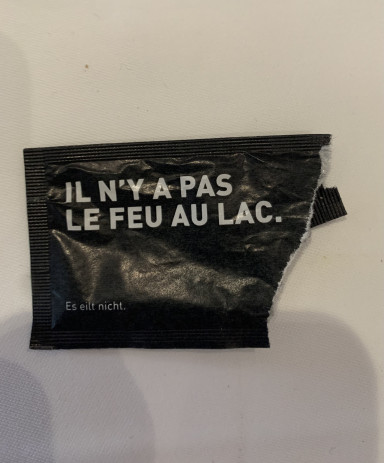 IL N'Y A PAS
LE FEU AU LAC.
Es eilt nicht.